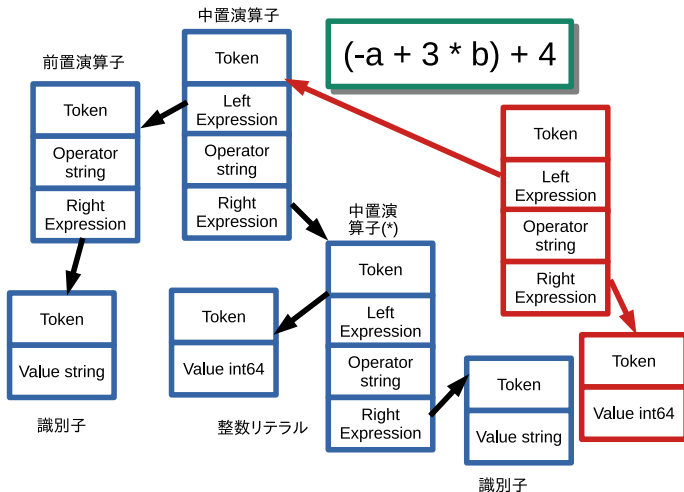 中置演算子
(-a + 3 * b) + 4
前置演算子
Token
Left
Expression
Operator
string
Right
Expression
Token
Operator
string
Right
Expression
Token
Left
Expression
Operator
string
Right
Expression
中置演
算子(*)
Token
Left
Expression
Operator
string
Right
Expression
Token
Value string
識別子
Token
Value int64
整数リテラル
Token
Value string
識別子
Token
Value int64